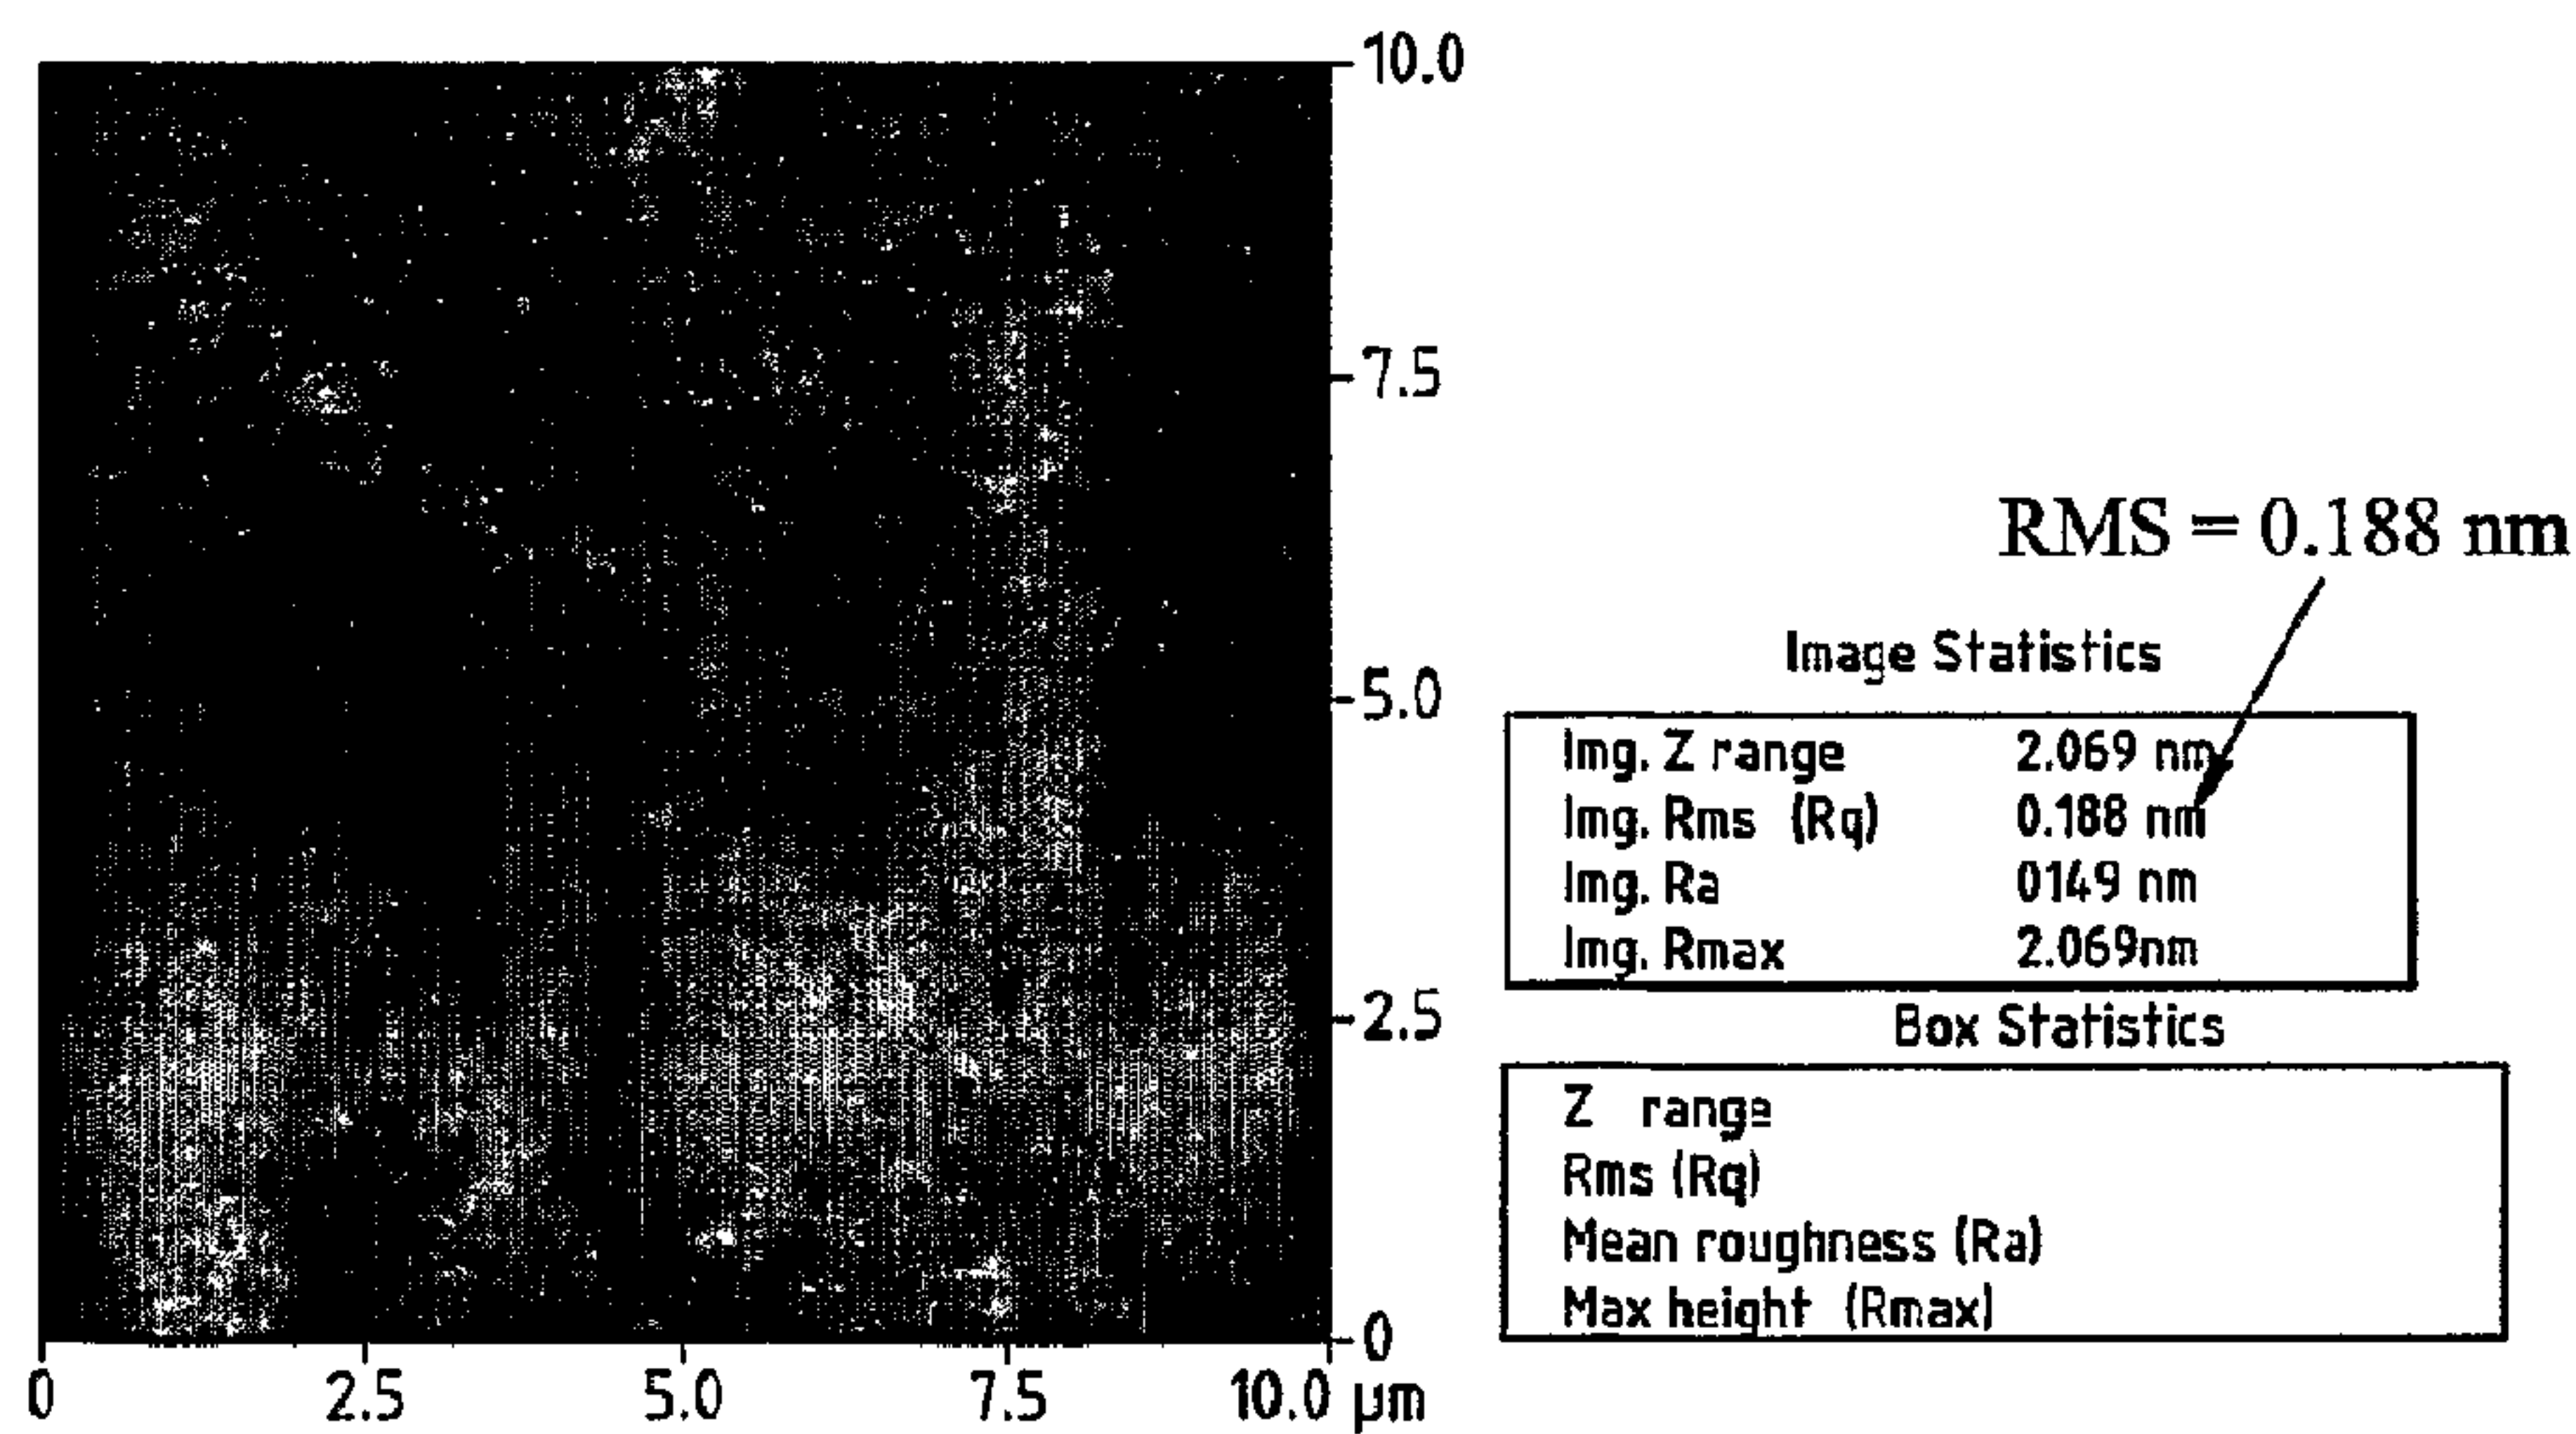 10.0
7.5
5.0
2.5
0
0 2.5 5.0 7.5 10.0 µm
RMS = 0.188 nm
Image Statistics
Img. Z range 2.069 nm
Img. Rms (Rq) 0.188 nm
Img. Ra 0149 nm
Img. Rmax 2.069nm
Box Statistics
Z range
Rms (Rq)
Mean roughness (Ra)
Max height (Rmax)